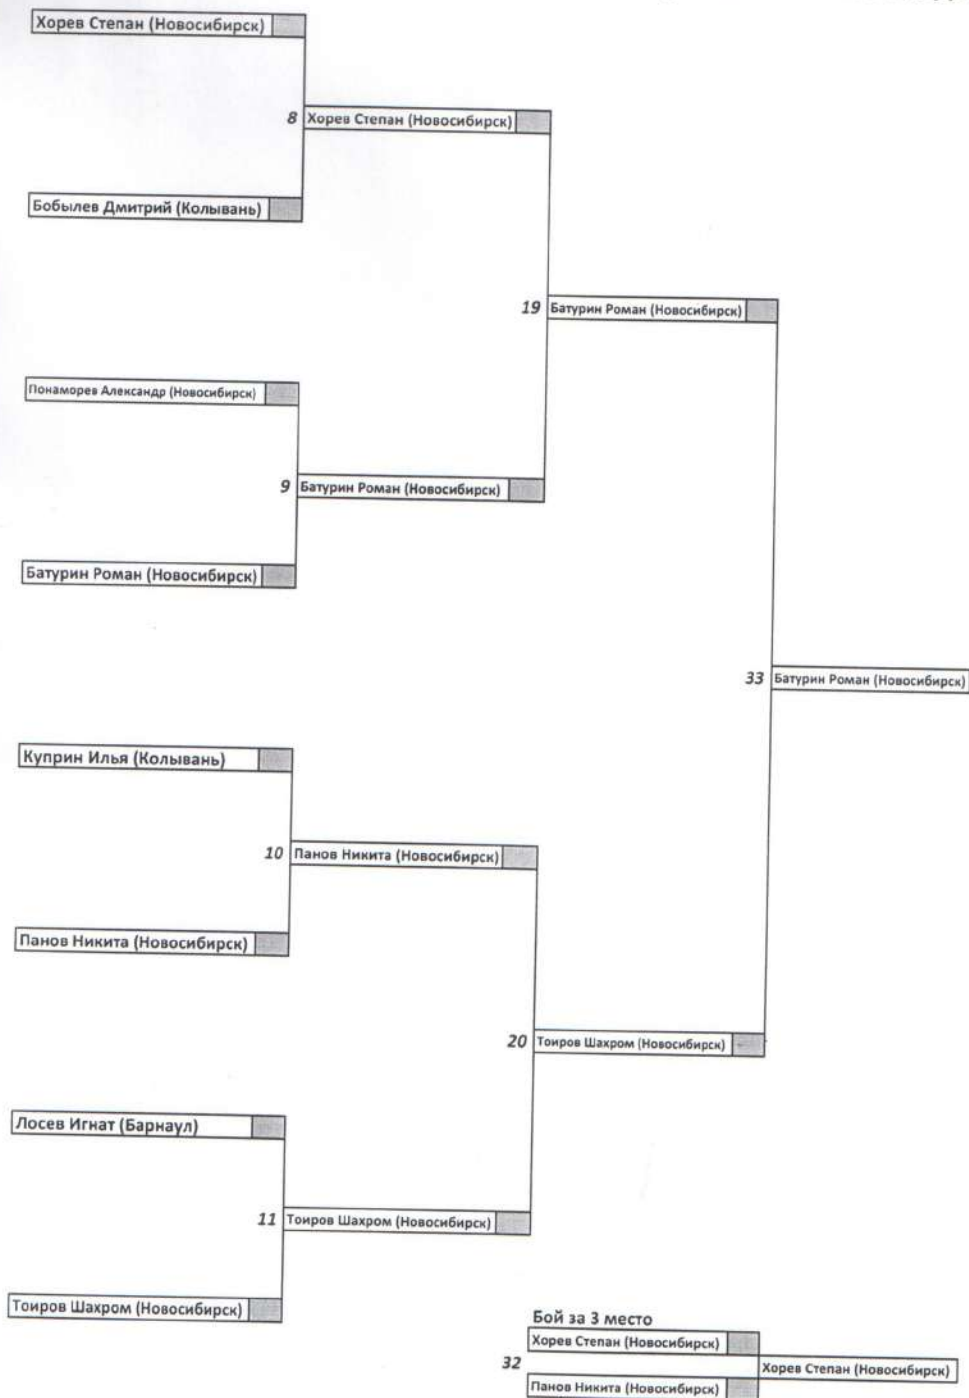 Хорев Степан (Новосибирск)
8 Хорев Степан (Новосибирск)
Бобылев Дмитрий (Колывань)
19 Батурин Роман (Новосибирск)
Понаморев Александр (Новосибирск)
9 Батурин Роман (Новосибирск)
Батурин Роман (Новосибирск)
33 Батурин Роман (Новосибирск)
Куприн Илья (Колывань)
10 Панов Никита (Новосибирск)
Панов Никита (Новосибирск)
20 Тоиров Шахром (Новосибирск)
Лосев Игнат (Барнаул)
11 Тоиров Шахром (Новосибирск)
Тоиров Шахром (Новосибирск)
Бой за 3 место
Хорев Степан (Новосибирск)
32 Хорев Степан (Новосибирск)
Панов Никита (Новосибирск)